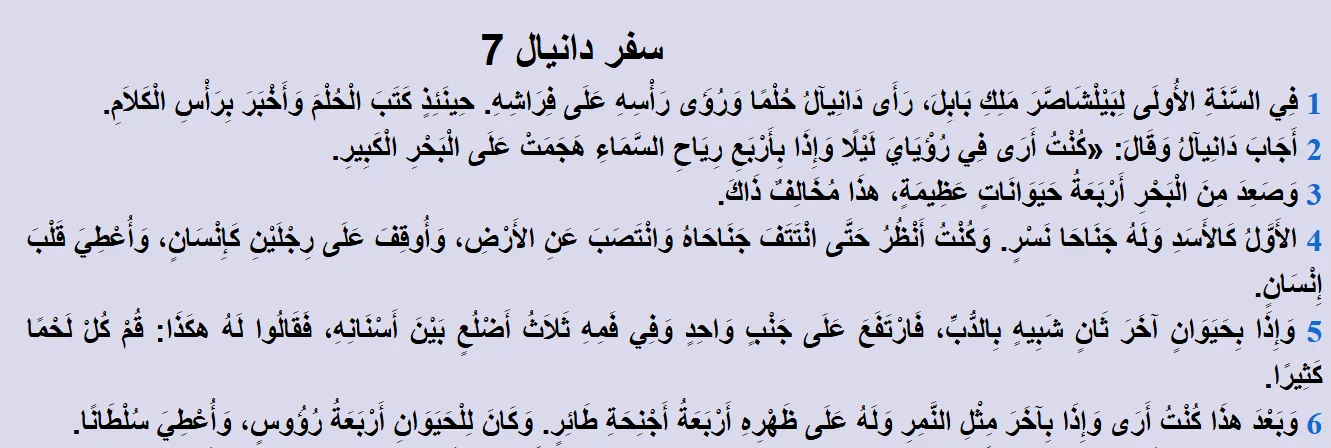 سفر دانيال 7
1 فِي السَّنَةِ الأُولَى لِبَيْلْشَاصَّرَ مَلِكِ بَابِلَ، رَأَى دَانِيآلُ حُلْمًا وَرُؤَى رَأْسِهِ عَلَى فِرَاشِهِ. حِينَئِذٍ كَتَبَ الْحُلْمَ وَأَخْبَرَ بِرَأْسِ الْكَلاَمِ.
2 أَجَابَ دَانِيآلُ وَقَالَ: «كُنْتُ أَرَى فِي رُؤْيَايَ لَيْلًا وَإِذَا بِأَرْبَعِ رِيَاحِ السَّمَاءِ هَجَمَتْ عَلَى الْبَحْرِ الْكَبِيرِ.
3 وَصَعِدَ مِنَ الْبَحْرِ أَرْبَعَةُ حَيَوَانَاتٍ عَظِيمَةٍ، هذَا مُخَالِفٌ ذَاكَ.
4 الأَوَّلُ كَالأَسَدِ وَلَهُ جَنَاحَا نَسْرٍ. وَكُنْتُ أَنْظُرُ حَتَّى انْتَتَفَ جَنَاحَاهُ وَانْتَصَبَ عَنِ الأَرْضِ، وَأُوقِفَ عَلَى رِجْلَيْنِ كَإِنْسَانٍ، وَأُعْطِيَ قَلْبَ
إِنْسَانٍ.
5 وَإِذَا بِحَيَوَانٍ آخَرَ ثَانٍ شَبِيهٍ بِالدُّبِّ، فَارْتَفَعَ عَلَى جَنْبٍ وَاحِدٍ وَفِي فَمِهِ ثَلاَثُ أَضْلُعٍ بَيْنَ أَسْنَانِهِ، فَقَالُوا لَهُ هكَذَا: قُمْ كُلْ لَحْمًا
كَثِيرًا.
6 وَبَعْدَ هذَا كُنْتُ أَرَى وَإِذَا بِآخَرَ مِثْلِ النَّمِرِ وَلَهُ عَلَى ظَهْرِهِ أَرْبَعَةُ أَجْنِحَةِ طَائِرٍ. وَكَانَ لِلْحَيَوَانِ أَرْبَعَةُ رُؤُوسٍ، وَأُعْطِيَ سُلْطَانًا.